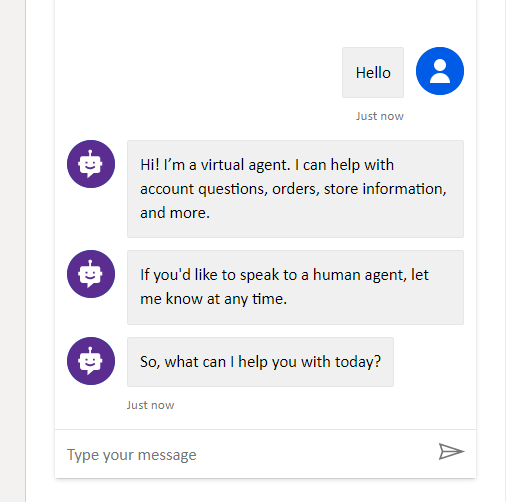 Hello
Just now
Hi! I’m a virtual agent. I can help with
account questions, orders, store information,
and more.
If you'd like to speak to a human agent, let
me know at any time.
So, what can I help you with today?
Just now
Type your message